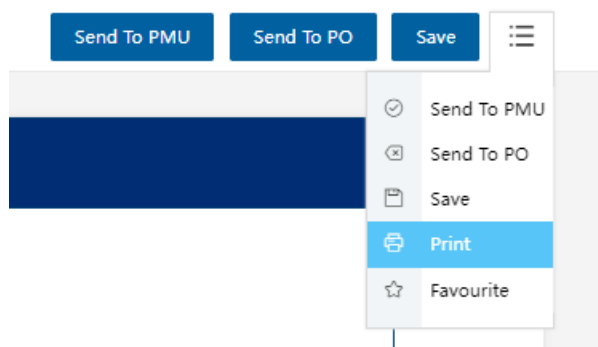 Send To PMU Send To PO Save
Send To PMU
Send To PO
Save
Print
Favourite